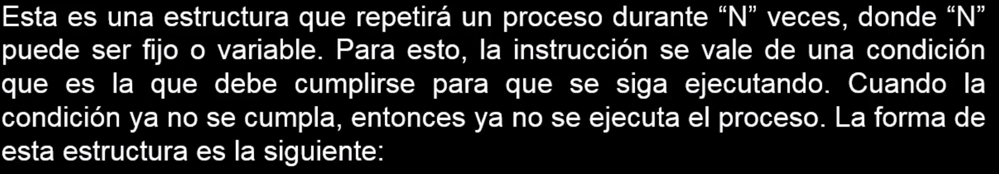 Esta es una estructura que repetirá un proceso durante “N” veces, donde “N”
puede ser fijo o variable. Para esto, la instrucción se vale de una condición
que es la que debe cumplirse para que se siga ejecutando. Cuando la
condición ya no se cumpla, entonces ya no se ejecuta el proceso. La forma de
esta estructura es la siguiente: